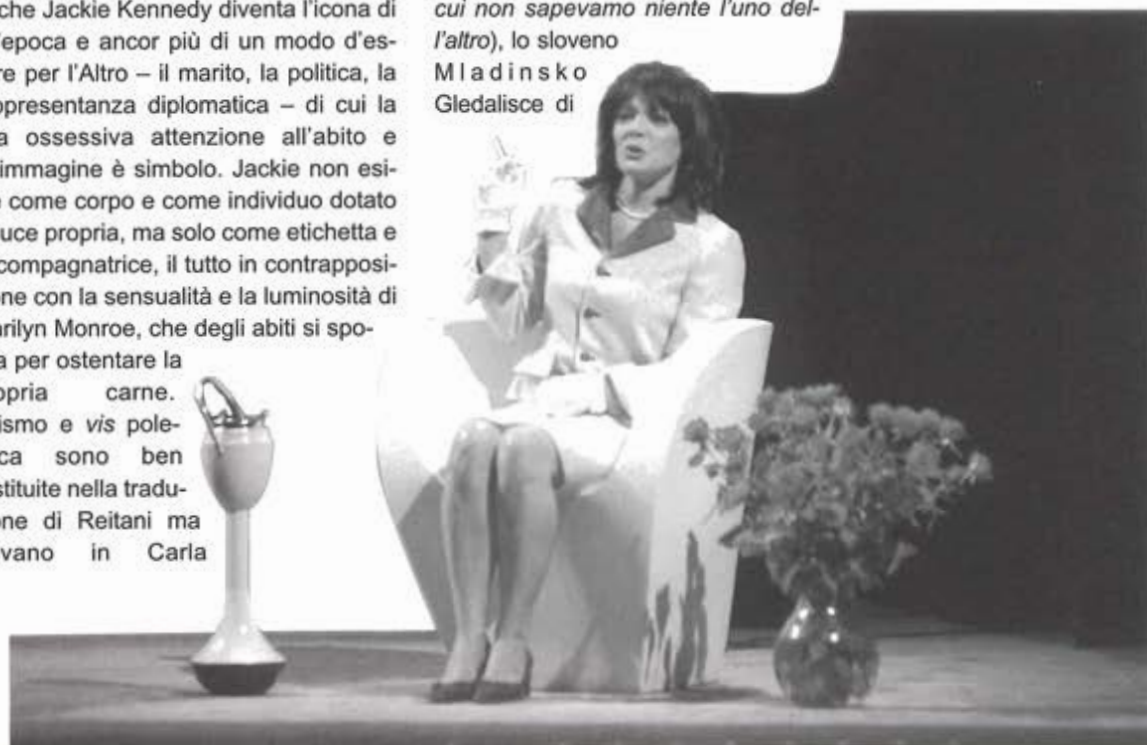 che Jackie Kennedy diventa l'icona di
'epoca e ancor più di un modo d'es-
re per l'Altro – il marito, la politica, la
opresentanza diplomatica – di cui la
a ossessiva attenzione all'abito e
immagine è simbolo. Jackie non esi-
e come corpo e come individuo dotato
uce propria, ma solo come etichetta e
compagnatrice, il tutto in contrapposi-
one con la sensualità e la luminosità di
arilyn Monroe, che degli abiti si spo-
a per ostentare la
opria carne.
ismo e vis pole-
ca sono ben
stituite nella tradu-
one di Reitani ma
vano in Carla
cui non sapevamo niente l'uno del-
l'altro), lo sloveno
Mladinsko
Gledalisce di